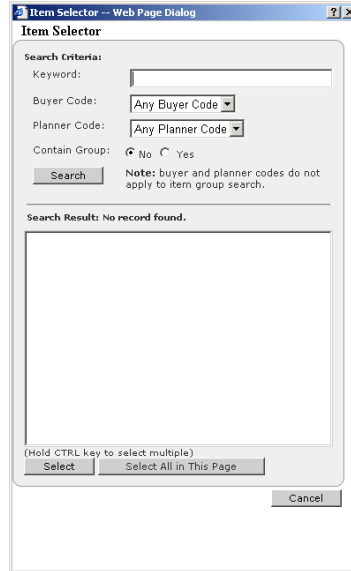 Item Selector -- Web Page Dialog
Item Selector
Search Criteria:
Keyword:
Buyer Code: Any Buyer Code
Planner Code: Any Planner Code
Contain Group: No Yes
Search Note: buyer and planner codes do not
apply to item group search.
Search Result: No record found.
(Hold CTRL key to select multiple)
Select Select All in This Page
Cancel